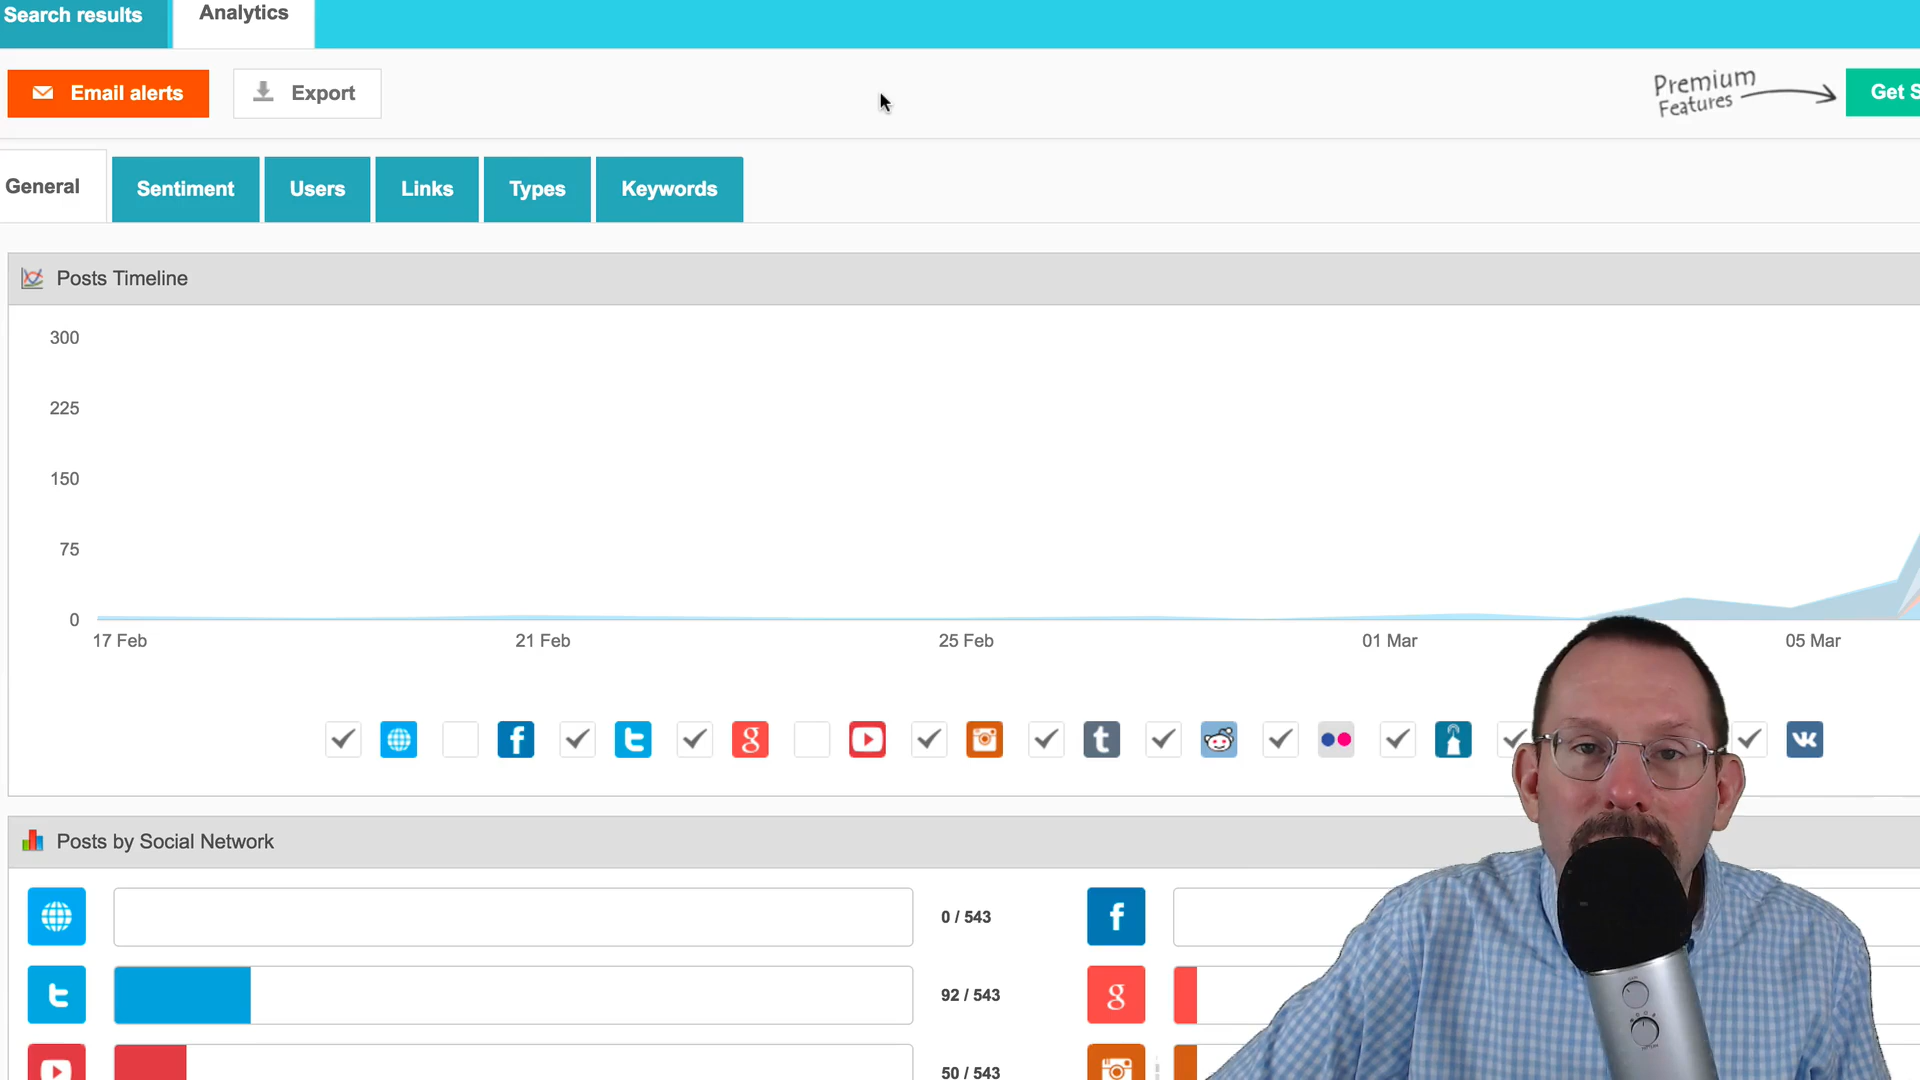 Search results
Analytics
Email alerts
Export
Premium
Features
Get S
General
Sentiment
Users
Links
Types
Keywords
Posts Timeline
300
225
150
75
0
17 Feb
21 Feb
25 Feb
01 Mar
05 Mar
Posts by Social Network
0 / 543
92 / 543
50 / 543